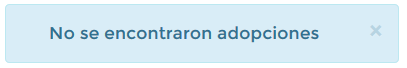 No se encontraron adopciones ×